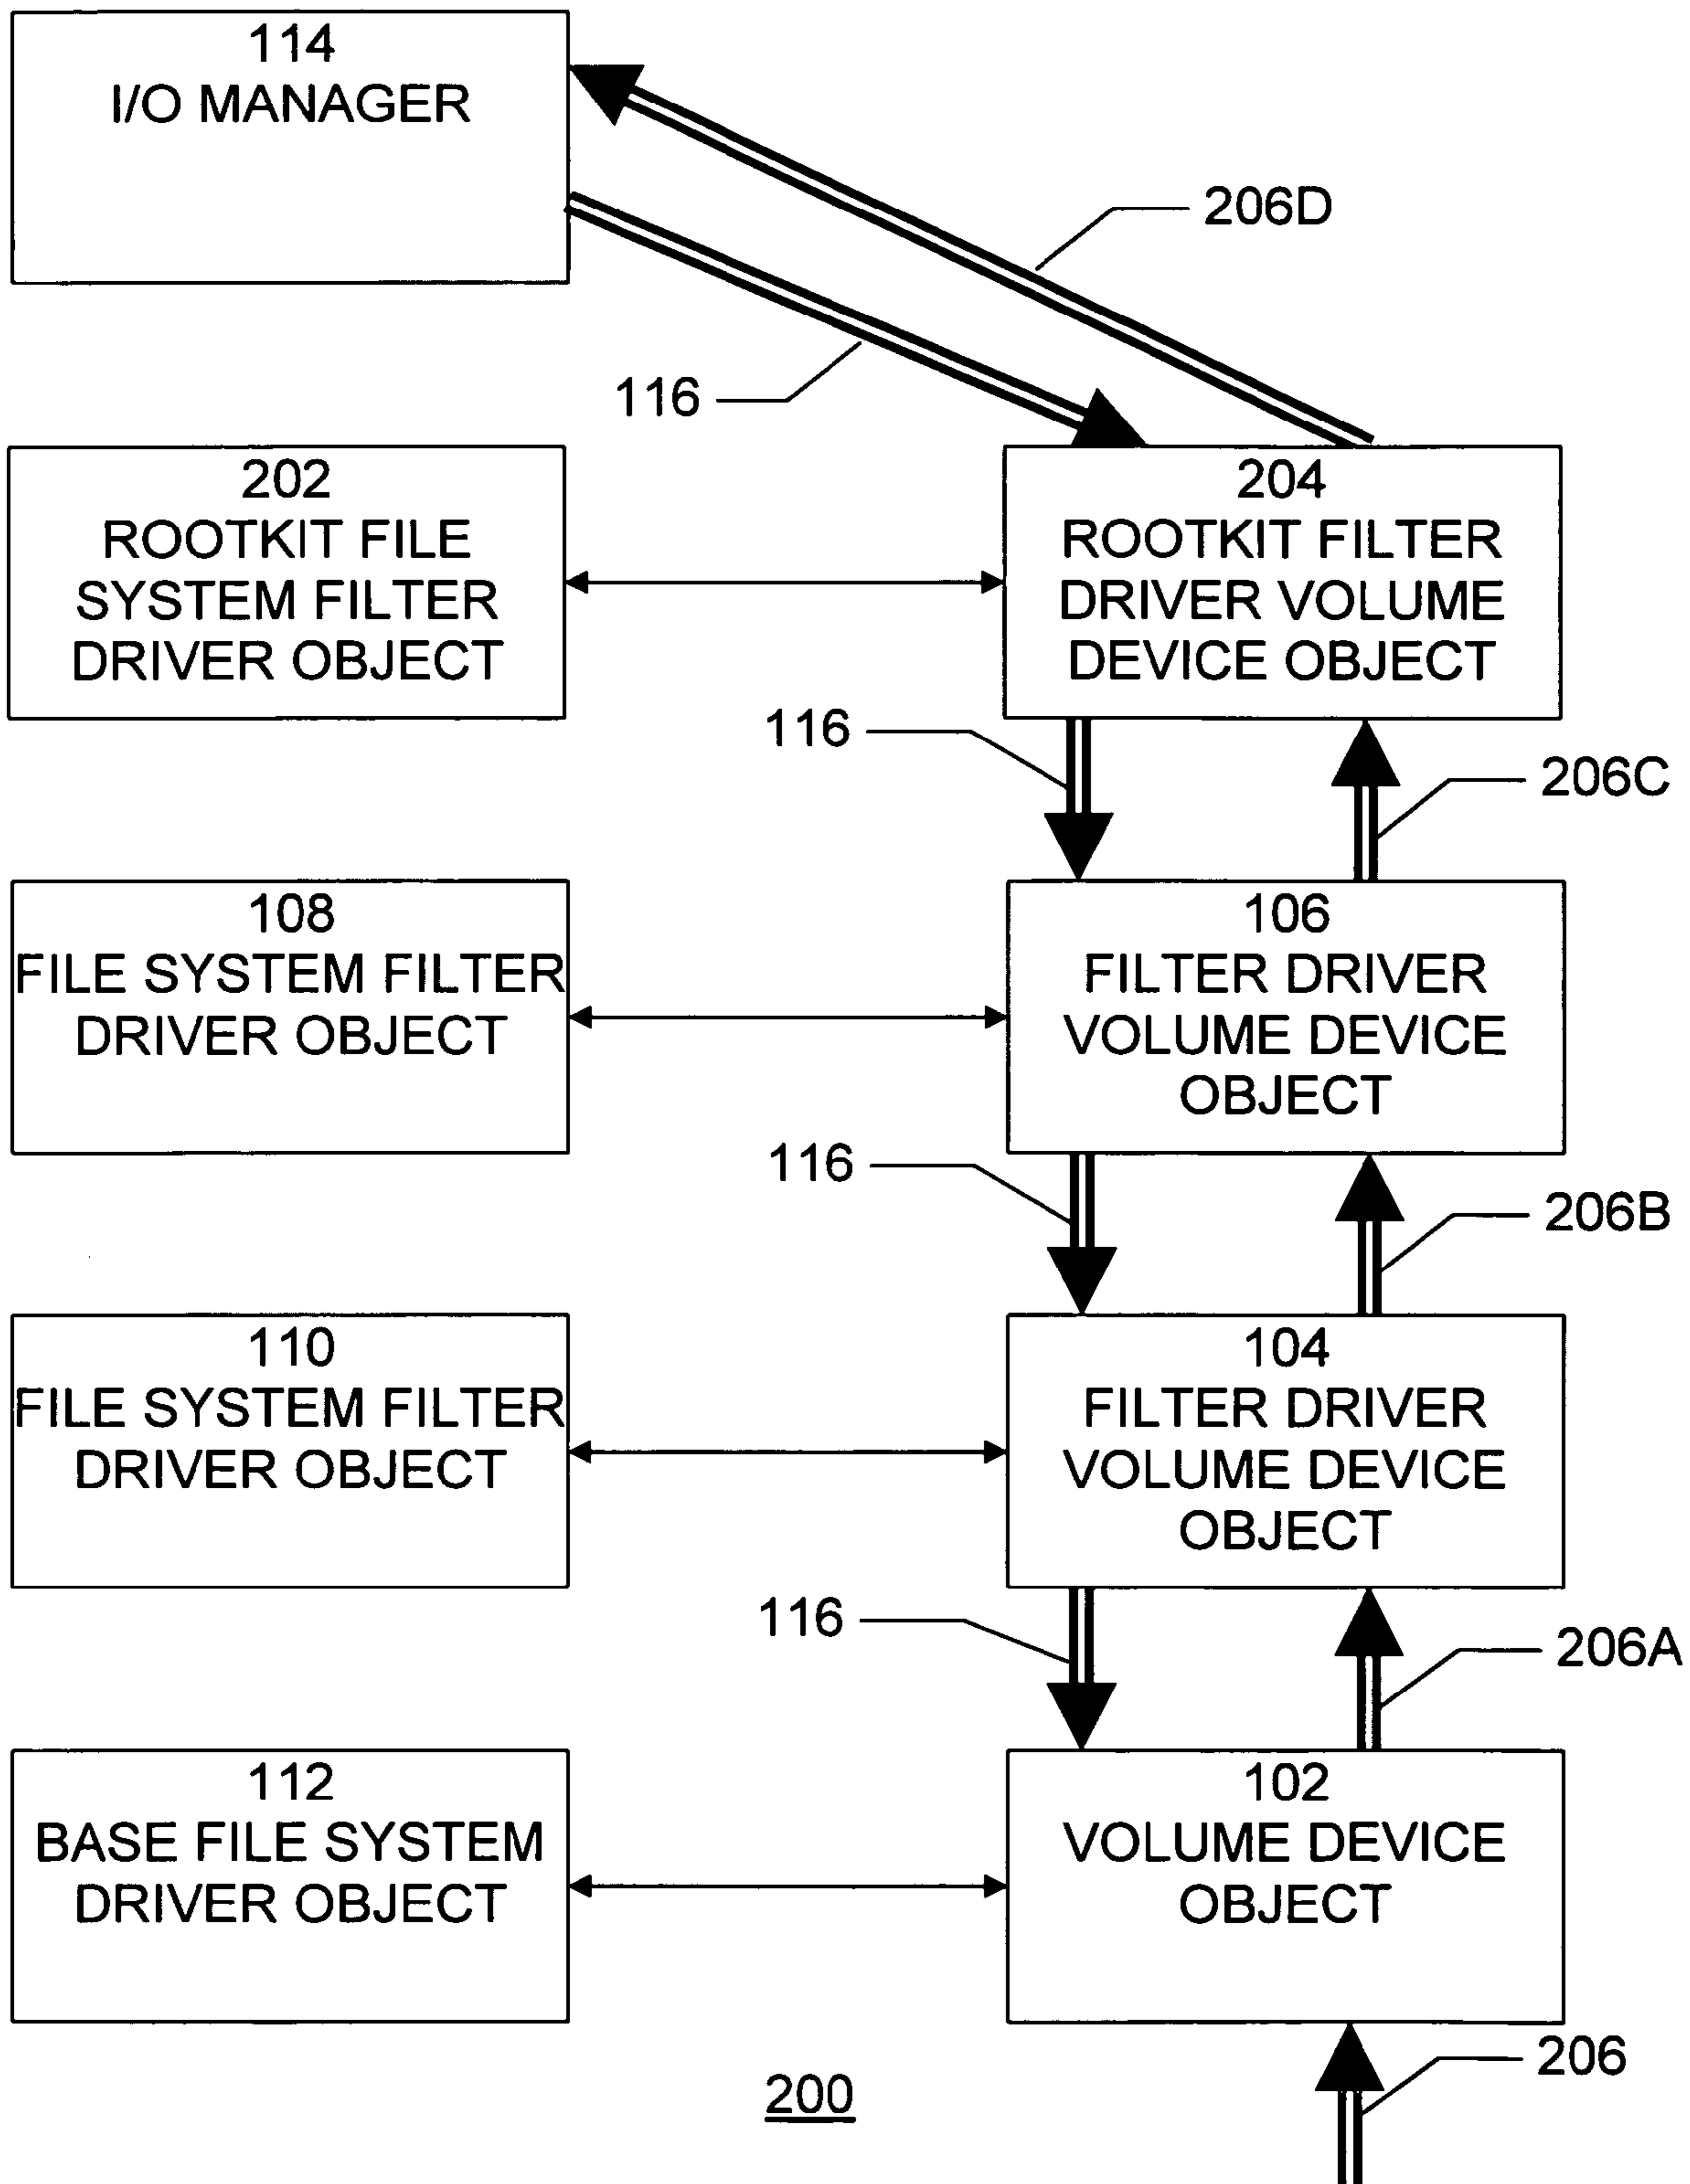 114
I/O MANAGER
206D
116
202
ROOTKIT FILE
SYSTEM FILTER
DRIVER OBJECT
204
ROOTKIT FILTER
DRIVER VOLUME
DEVICE OBJECT
116
206C
108
FILE SYSTEM FILTER
DRIVER OBJECT
106
FILTER DRIVER
VOLUME DEVICE
OBJECT
116
206B
110
FILE SYSTEM FILTER
DRIVER OBJECT
104
FILTER DRIVER
VOLUME DEVICE
OBJECT
116
206A
112
BASE FILE SYSTEM
DRIVER OBJECT
102
VOLUME DEVICE
OBJECT
206
200